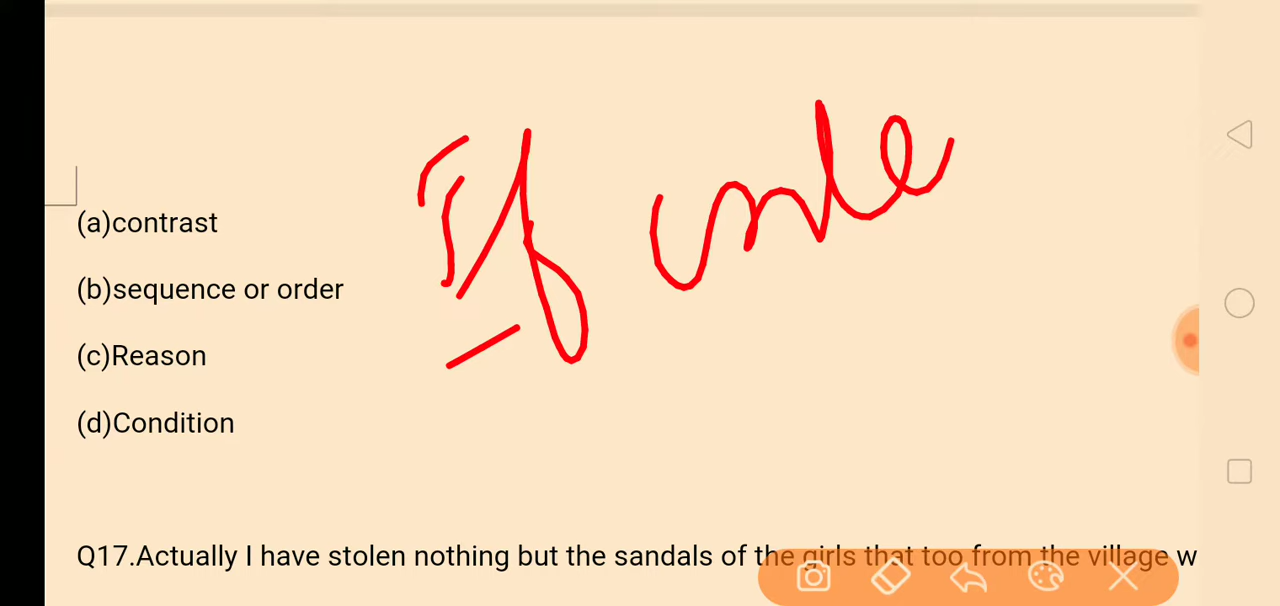 If unle
(a)contrast
(b)sequence or order
(c)Reason
(d)Condition
Q17.Actually I have stolen nothing but the sandals of the girls that too from the village w